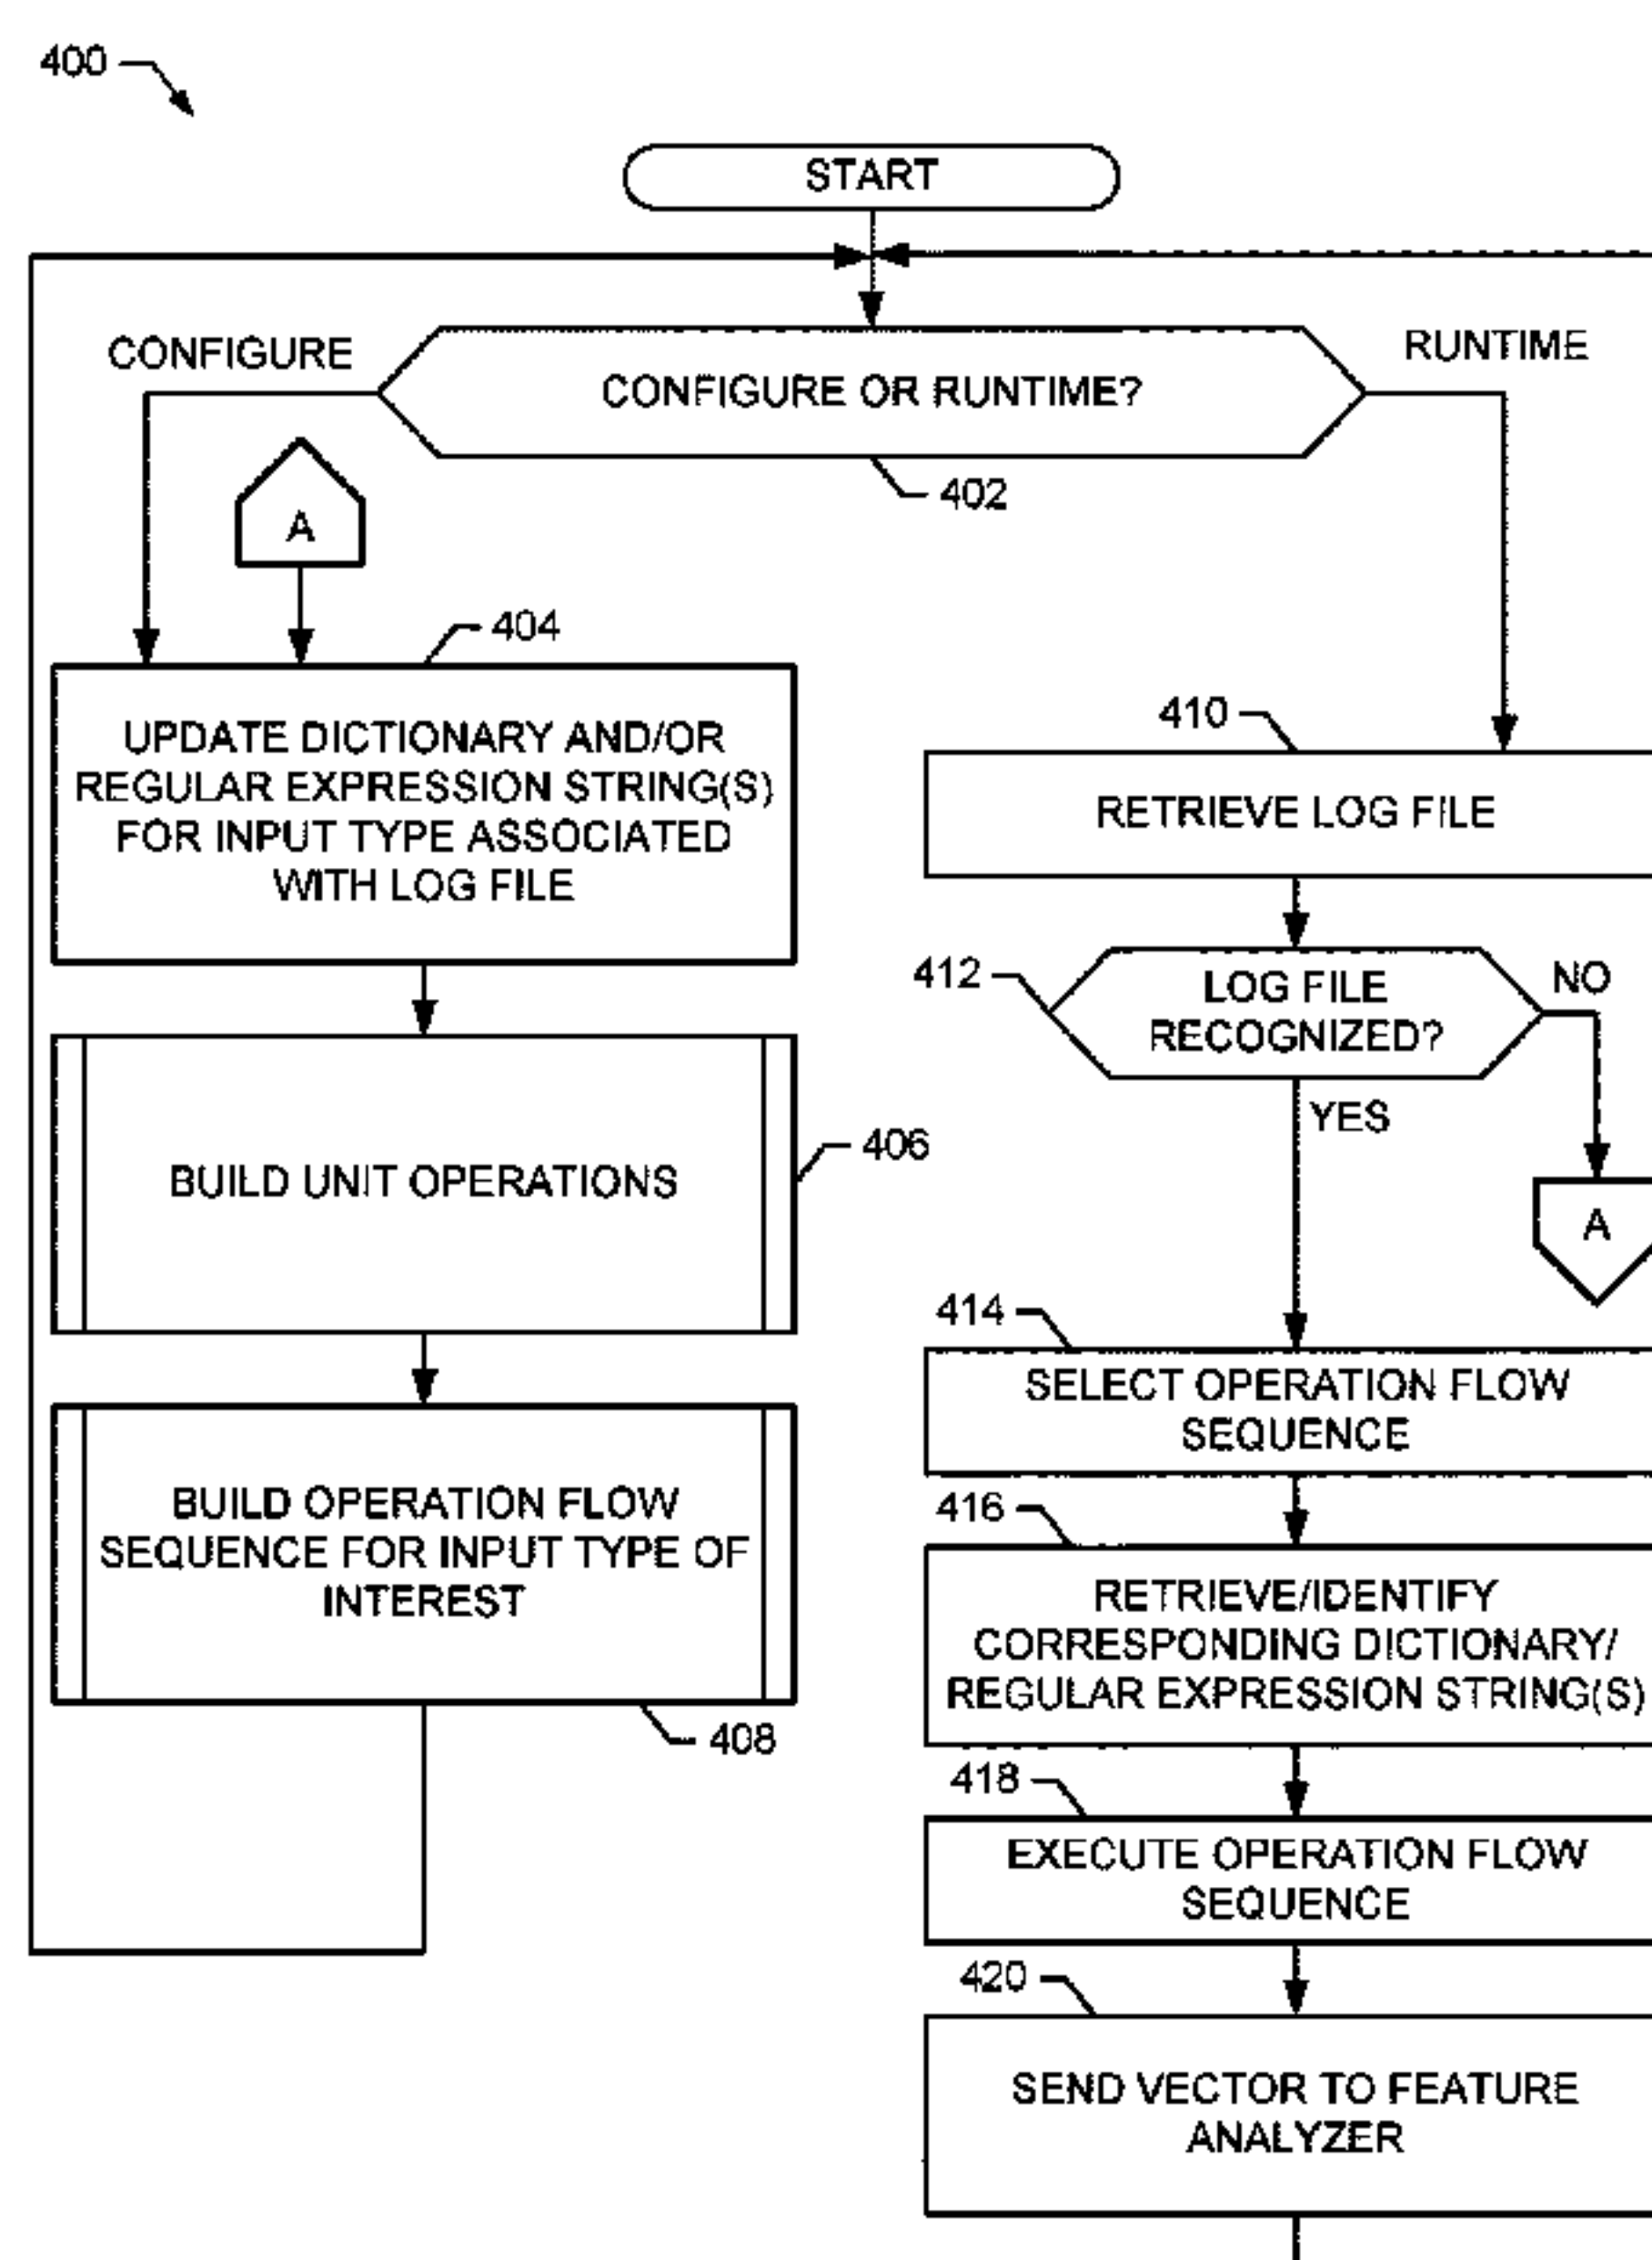 400
START
CONFIGURE
RUNTIME
CONFIGURE OR RUNTIME?
402
A
404
UPDATE DICTIONARY AND/OR
REGULAR EXPRESSION STRING(S)
FOR INPUT TYPE ASSOCIATED
WITH LOG FILE
406
BUILD UNIT OPERATIONS
BUILD OPERATION FLOW
SEQUENCE FOR INPUT TYPE OF
INTEREST
408
410
RETRIEVE LOG FILE
412
LOG FILE
RECOGNIZED?
NO
YES
A
414
SELECT OPERATION FLOW
SEQUENCE
416
RETRIEVE/IDENTIFY
CORRESPONDING DICTIONARY/
REGULAR EXPRESSION STRING(S)
418
EXECUTE OPERATION FLOW
SEQUENCE
420
SEND VECTOR TO FEATURE
ANALYZER